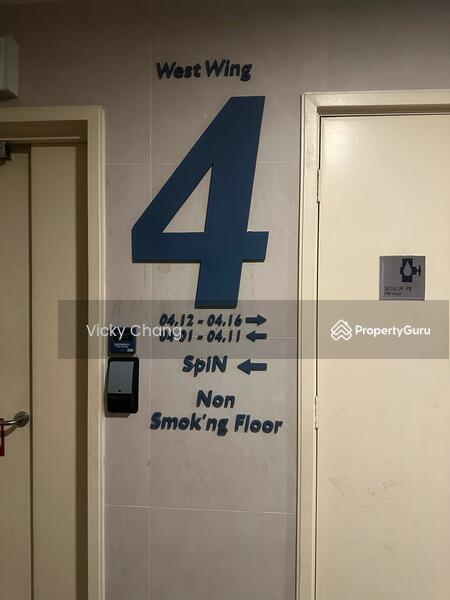 West Wing
4
04.12 - 04.16 →
04.01 - 04.11 ←
Vicky Chang
PropertyGuru
SpiN ←
Non
Smok'ng Floor